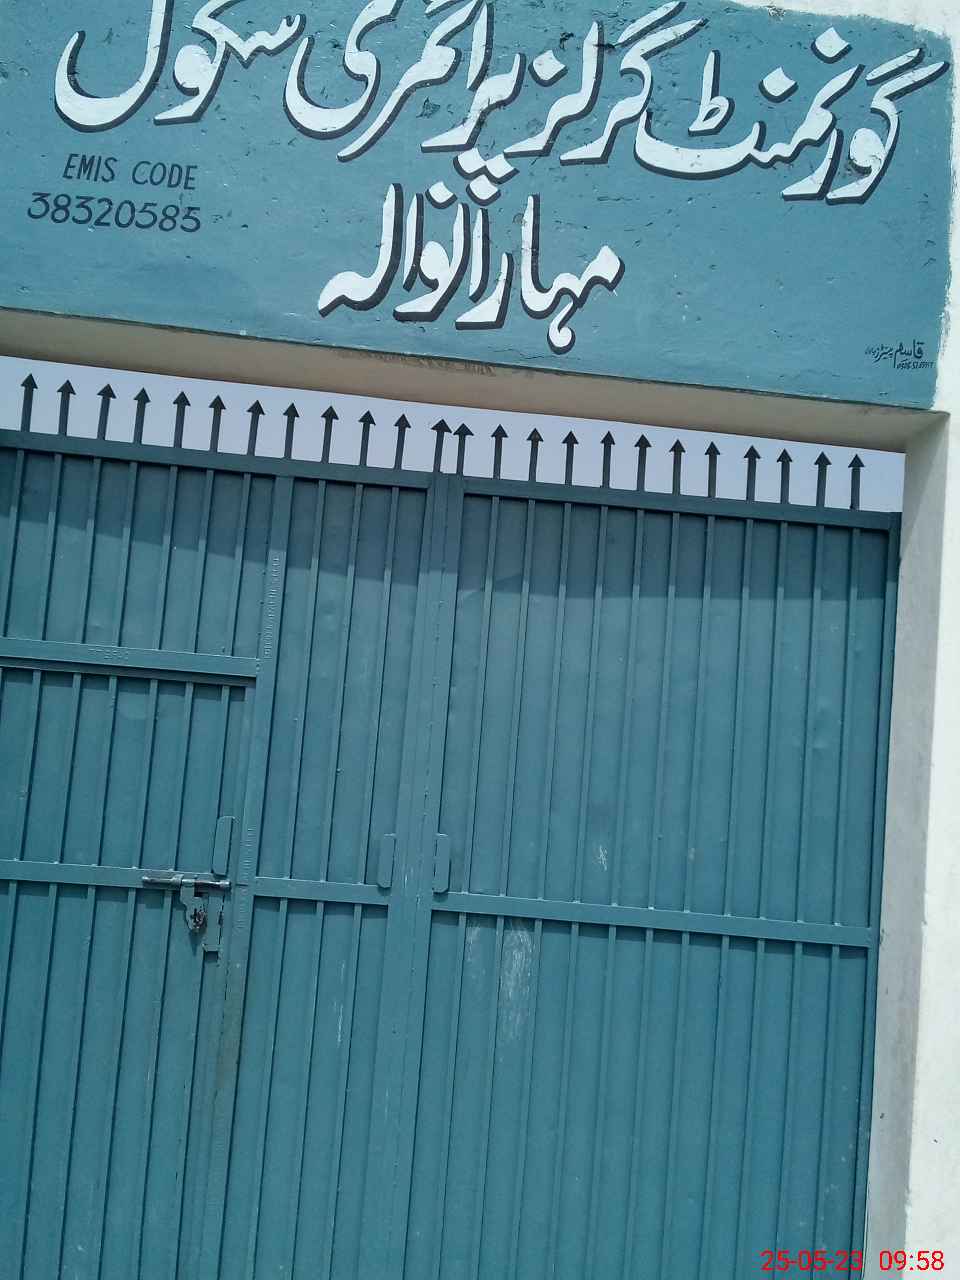 گورنمنٹ گرلز پرائمری سکول
EMIS CODE
38320585
مہارانوالہ
قاسم پینٹرز
25-05-23 09:58